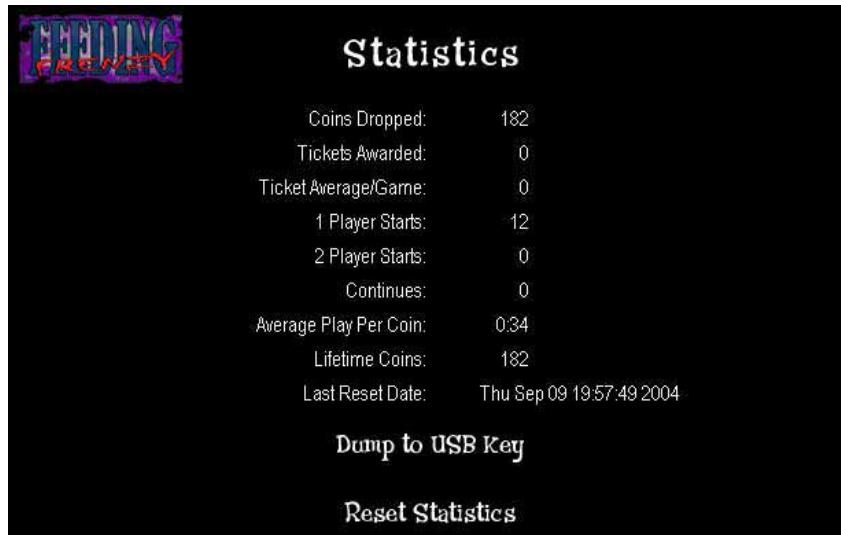 FEEDING
FRENZY
Statistics
Coins Dropped: 182
Tickets Awarded: 0
Ticket Average/Game: 0
1 Player Starts: 12
2 Player Starts: 0
Continues: 0
Average Play Per Coin: 0:34
Lifetime Coins: 182
Last Reset Date: Thu Sep 09 19:57:49 2004
Dump to USB Key
Reset Statistics